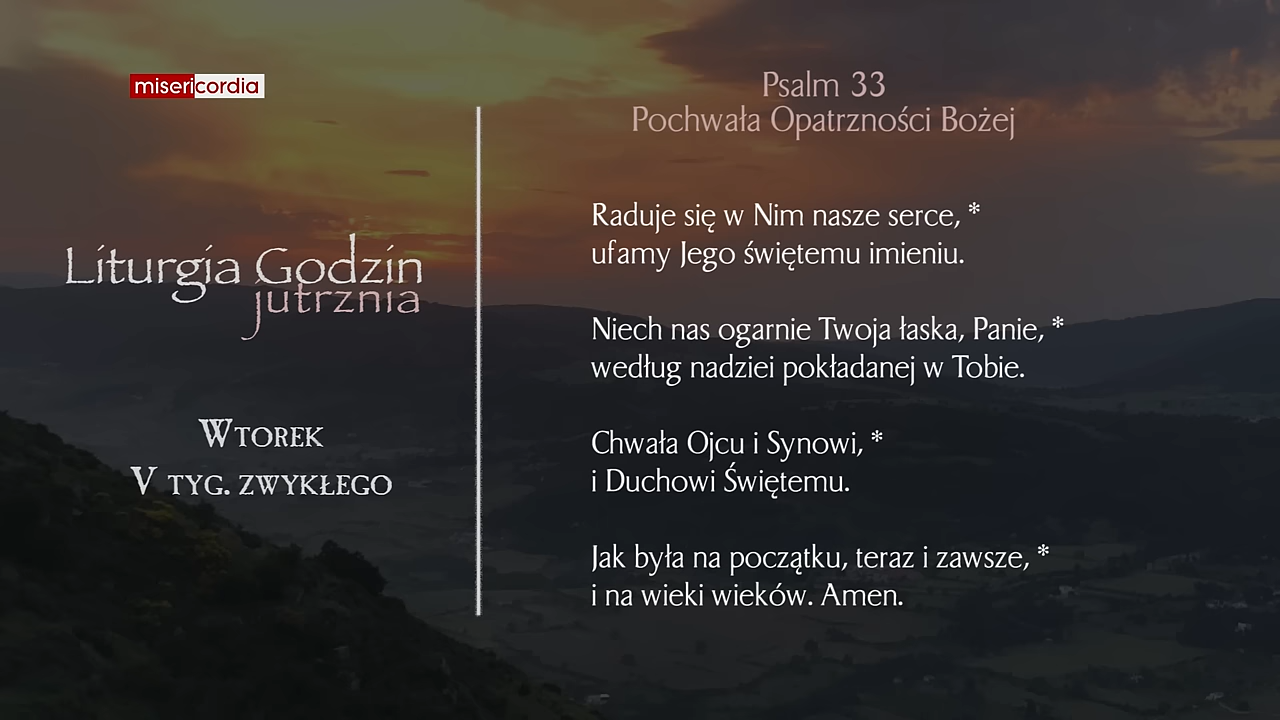 misericordia
Liturgia Godzin
jutrznia
Wtorek
V tyg. zwykłego
Psalm 33
Pochwała Opatrzności Bożej
Raduje się w Nim nasze serce, *
ufamy Jego świętemu imieniu.
Niech nas ogarnie Twoja łaska, Panie, *
według nadziei pokładanej w Tobie.
Chwała Ojcu i Synowi, *
i Duchowi Świętemu.
Jak była na początku, teraz i zawsze, *
i na wieki wieków. Amen.